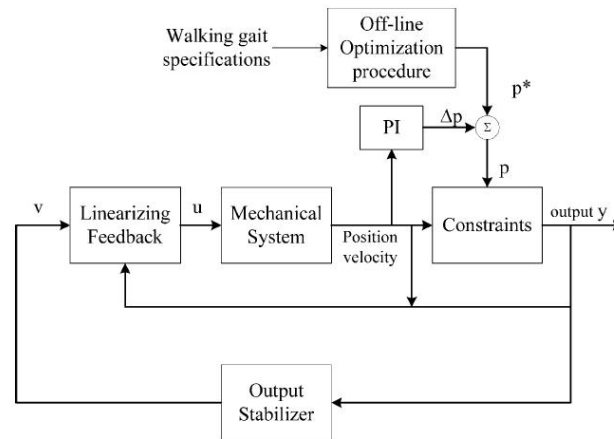 Walking gait
specifications
Off-line
Optimization
procedure
p*
PI
Δp
Σ
p
v
Linearizing
Feedback
u
Mechanical
System
Position
velocity
Constraints
output y
Output
Stabilizer